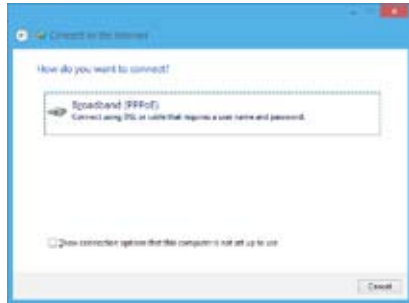 Connect to the Internet
How do you want to connect?
Broadband (PPPoE)
Connect using DSL or cable that requires a user name and password.
Show connection options that this computer is not set up to use
Cancel